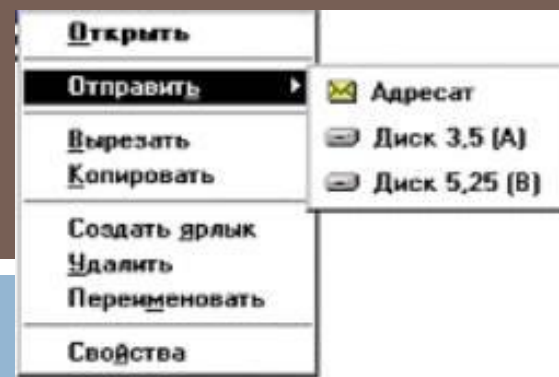 Открыть
Отправить
Вырезать
Копировать
Создать ярлык
Удалить
Переименовать
Свойства
Адресат
Диск 3,5 (A)
Диск 5,25 (B)